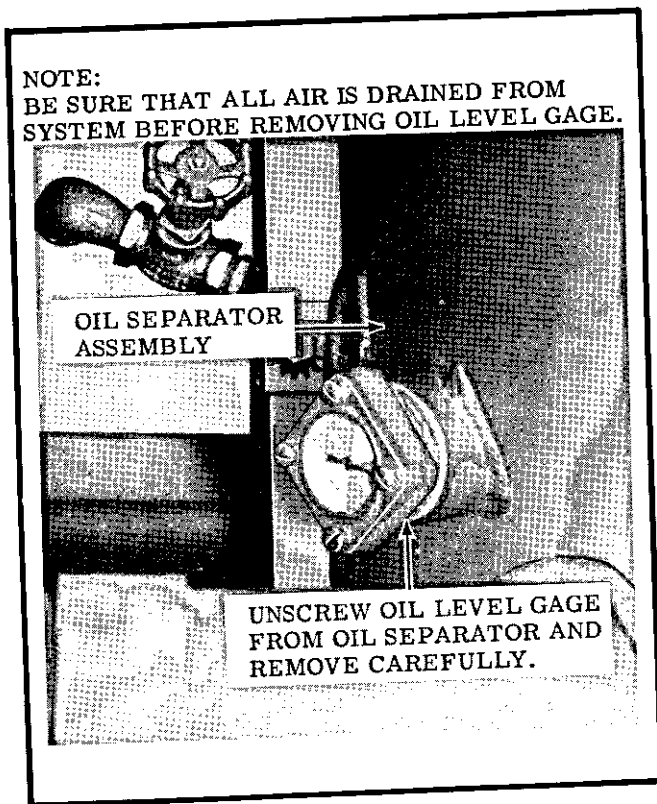 NOTE:
BE SURE THAT ALL AIR IS DRAINED FROM
SYSTEM BEFORE REMOVING OIL LEVEL GAGE.
OIL SEPARATOR
ASSEMBLY
UNSCREW OIL LEVEL GAGE
FROM OIL SEPARATOR AND
REMOVE CAREFULLY.